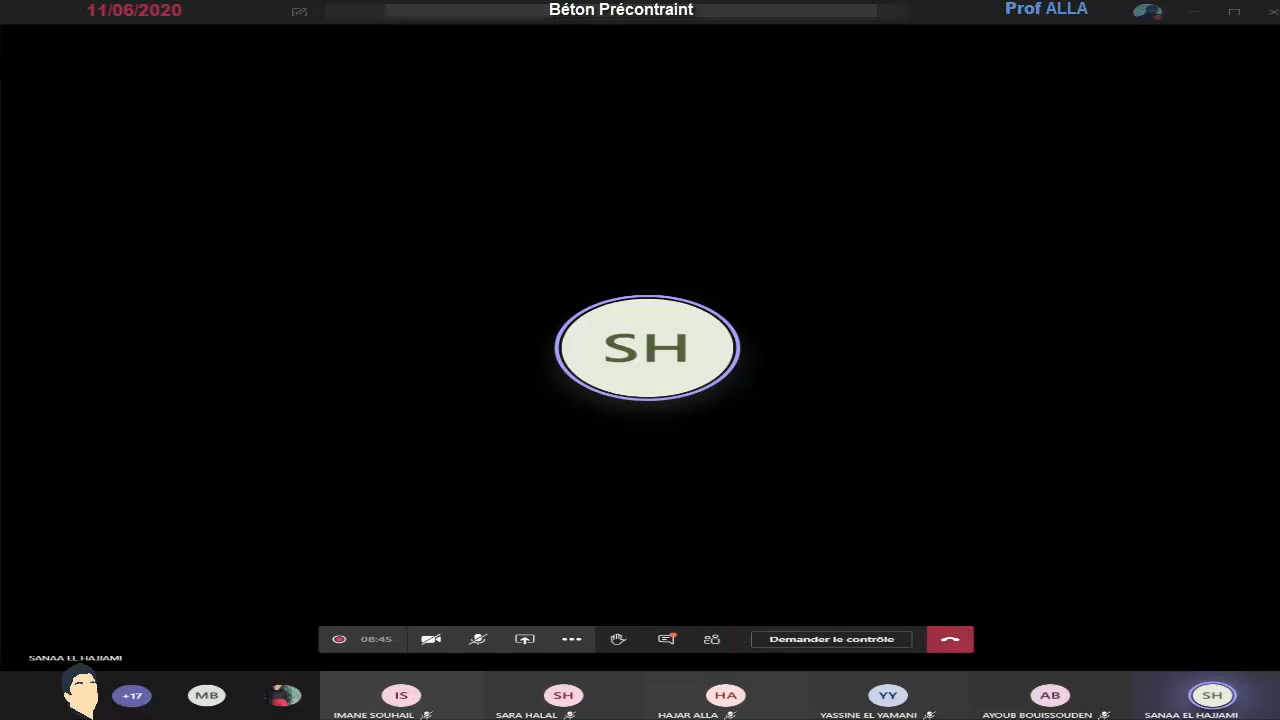 11/06/2020
Béton Précontraint
Prof ALLA
SH
08:45
Demander le contrôle
SANAA EL HAJJAMI
+17
MB
IS
SH
HA
YY
AB
SH
IMANE SOUHAIL
SARA HALAL
HAJAR ALLA
YASSINE EL YAMANI
AYOUB BOUISSOUDEN
SANAA EL HAJJAMI